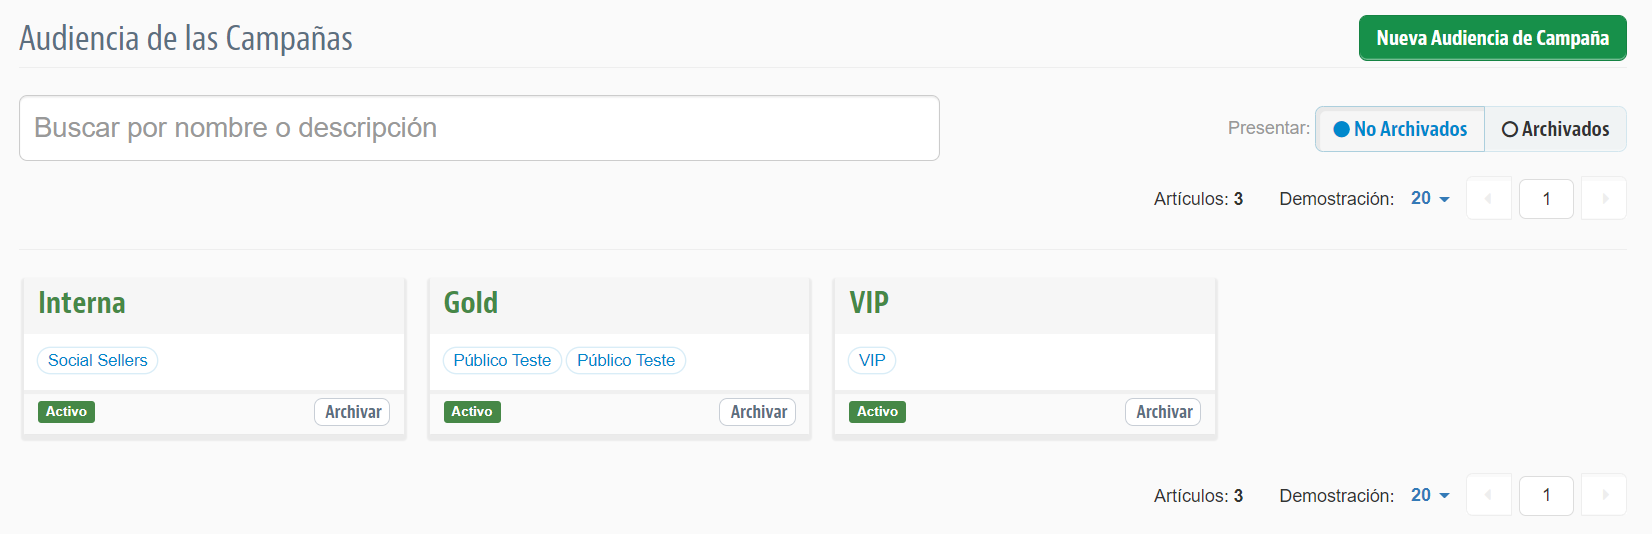 Audiencia de las Campañas
Nueva Audiencia de Campaña
Buscar por nombre o descripción
Presentar: No Archivados Archivados
Artículos: 3 Demostración: 20 1
Interna
Social Sellers
Activo Archivar
Gold
Público Teste Público Teste
Activo Archivar
VIP
VIP
Activo Archivar
Artículos: 3 Demostración: 20 1